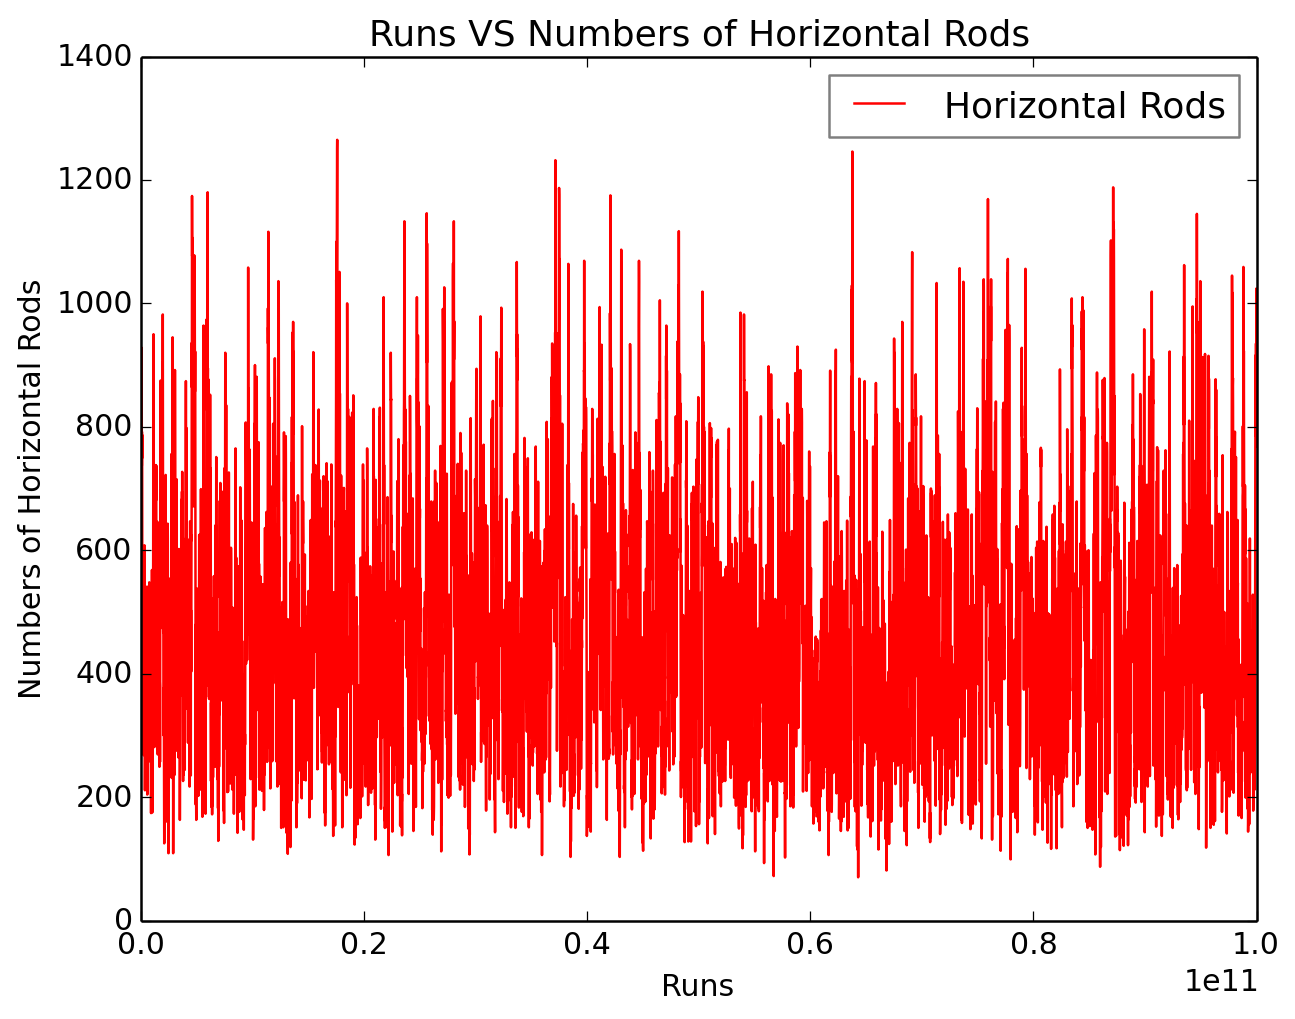 Runs VS Numbers of Horizontal Rods
Horizontal Rods
Numbers of Horizontal Rods
1400
1200
1000
800
600
400
200
0
0.0 0.2 0.4 0.6 0.8 1.0
1e11
Runs